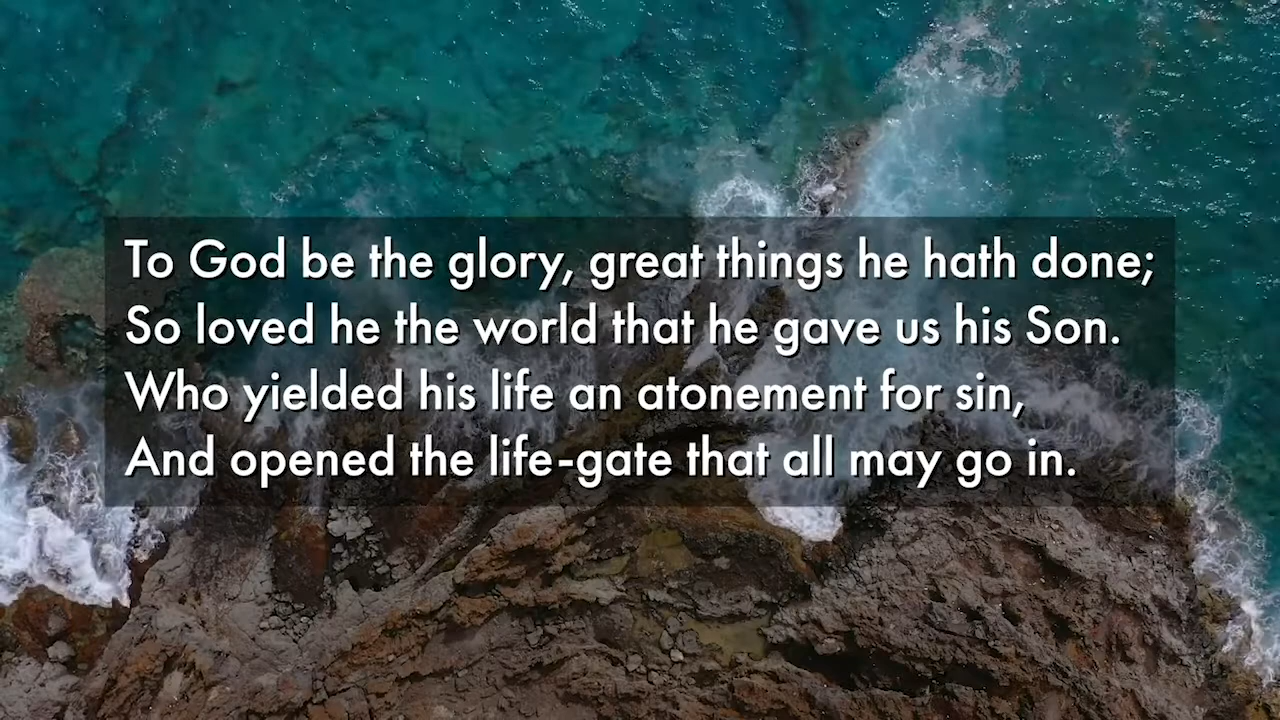 To God be the glory, great things he hath done;
So loved he the world that he gave us his Son.
Who yielded his life an atonement for sin,
And opened the life-gate that all may go in.